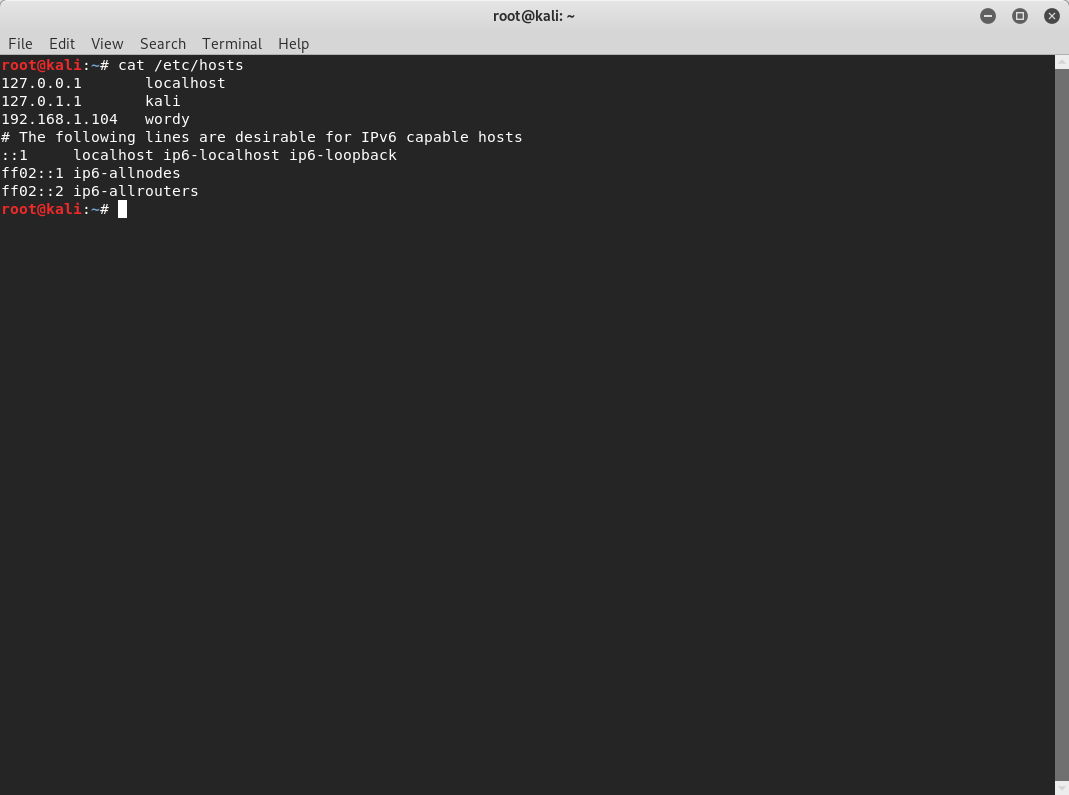 root@kali: ~
File Edit View Search Terminal Help
root@kali:~# cat /etc/hosts
127.0.0.1       localhost
127.0.1.1       kali
192.168.1.104   wordy
# The following lines are desirable for IPv6 capable hosts
::1     localhost ip6-localhost ip6-loopback
ff02::1 ip6-allnodes
ff02::2 ip6-allrouters
root@kali:~#